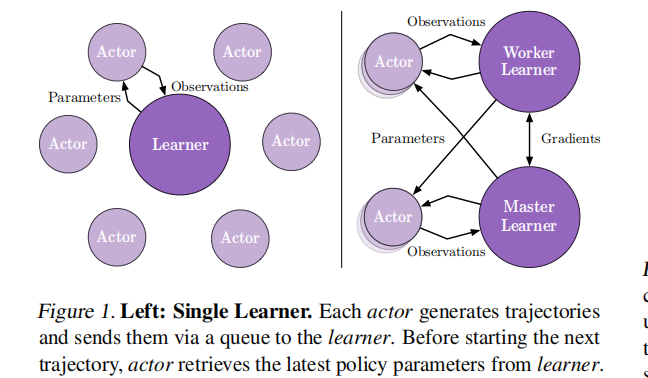 Actor
Actor
Observations
Parameters
Actor
Learner
Actor
Actor
Actor
Observations
Actor
Worker
Learner
Parameters
Gradients
Actor
Master
Learner
Observations
Figure 1. Left: Single Learner. Each actor generates trajectories
and sends them via a queue to the learner. Before starting the next
trajectory, actor retrieves the latest policy parameters from learner.